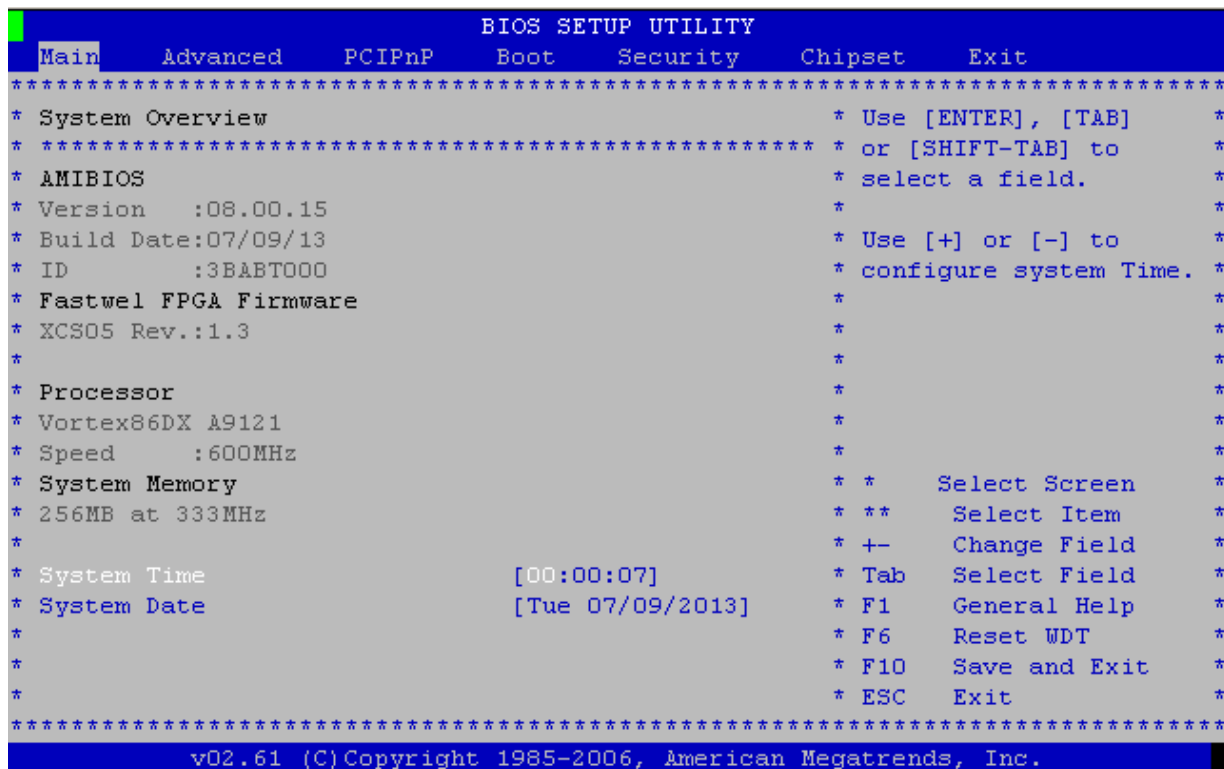 BIOS SETUP UTILITY
Main Advanced PCIPnP Boot Security Chipset Exit
********************************************************************************
* System Overview * Use [ENTER], [TAB] *
* *************************************************** * or [SHIFT-TAB] to *
* AMIBIOS * select a field. *
* Version :08.00.15 * *
* Build Date:07/09/13 * Use [+] or [-] to *
* ID :3BABT000 * configure system Time. *
* Fastwel FPGA Firmware * *
* XCS05 Rev.:1.3 * *
* * *
* Processor * *
* Vortex86DX A9121 * *
* Speed :600MHz * *
* System Memory * * Select Screen *
* 256MB at 333MHz * ** Select Item *
* * +- Change Field *
* System Time [00:00:07] * Tab Select Field *
* System Date [Tue 07/09/2013] * F1 General Help *
* * F6 Reset WDT *
* * F10 Save and Exit *
* * ESC Exit *
********************************************************************************
v02.61 (C)Copyright 1985-2006, American Megatrends, Inc.